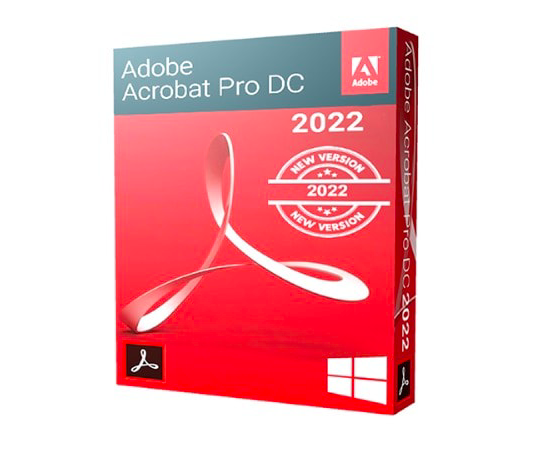 Adobe
Acrobat Pro DC
Adobe
2022
NEW VERSION
2022
NEW VERSION
Adobe Acrobat Pro DC 2022